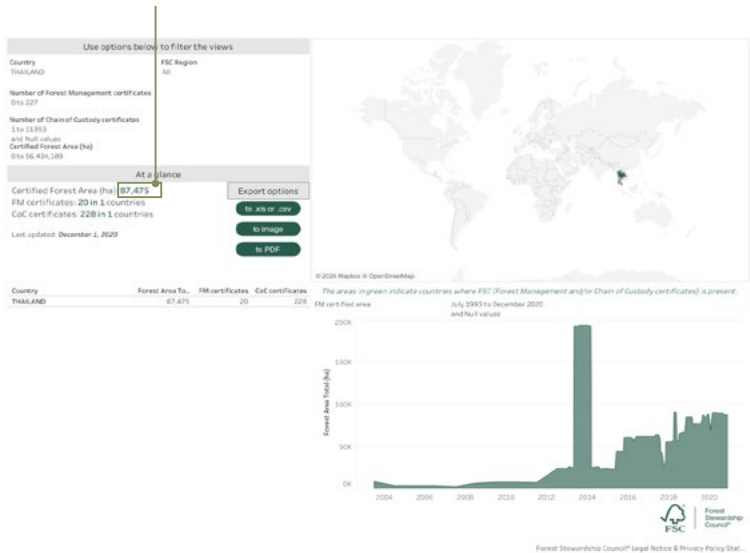 Use options below to filter the views
Country
THAILAND
FSC Region
All
Number of Forest Management certificates
0 to 227
Number of Chain of Custody certificates
1 to 11353
and Null values
Certified Forest Area (ha)
0 to 56,434,189
At a glance
Certified Forest Area (ha): 87,475
FM certificates: 20 in 1 countries
CoC certificates: 228 in 1 countries
Last updated: December 1, 2020
Export options
to .xls or .csv
to image
to PDF
© 2020 Mapbox © OpenStreetMap
Country Forest Area To.. FM certificates CoC certificates
THAILAND 87,475 20 228
The areas in green indicate countries where FSC (Forest Management and/or Chain of Custody certificates) is present.
FM certified area
July 1993 to December 2020
and Null values
Forest Area Total (ha)
200K
150K
100K
50K
0K
2004 2006 2008 2010 2012 2014 2016 2018 2020
FSC
Forest
Stewardship
Council®
Forest Stewardship Council® Legal Notice & Privacy Policy Stat...